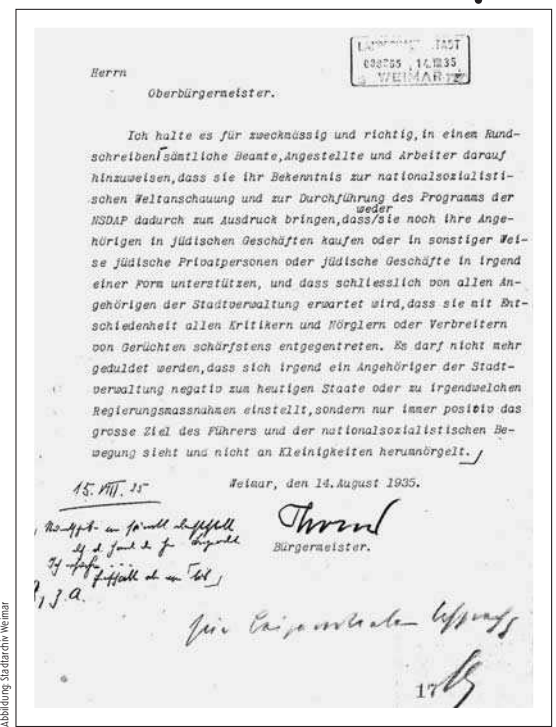 LANDESHAUPTSTADT
038785 14.8.35
WEIMAR
Herrn
Oberbürgermeister.
Ich halte es für zweckmässig und richtig,in einem Rund-
schreiben sämtliche Beamte,Angestellte und Arbeiter darauf
hinzuweisen,dass sie ihr Bekenntnis zur nationalsozialisti-
schen Weltanschauung und zur Durchführung des Programms der
weder
NSDAP dadurch zum Ausdruck bringen,dass/sie noch ihre Ange-
hörigen in jüdischen Geschäften kaufen oder in sonstiger Wei-
se jüdische Privatpersonen oder jüdische Geschäfte in irgend
einer Form unterstützen, und dass schliesslich von allen An-
gehörigen der Stadtverwaltung erwartet wird,dass sie mit Ent-
schiedenheit allen Kritikern und Nörglern oder Verbreitern
von Gerüchten schärfstens entgegentreten. Es darf nicht mehr
geduldet werden,dass sich irgend ein Angehöriger der Stadt-
verwaltung negativ zum heutigen Staate oder zu irgendwelchen
Regierungsmassnahmen einstellt,sondern nur immer positiv das
grosse Ziel des Führers und der nationalsozialistischen Be-
wegung sieht und nicht an Kleinigkeiten herumnörgelt.
Weimar, den 14.August 1935.
15. VIII. 35
Bürgermeister.
z. A.
17
Abbildung Stadtarchiv Weimar